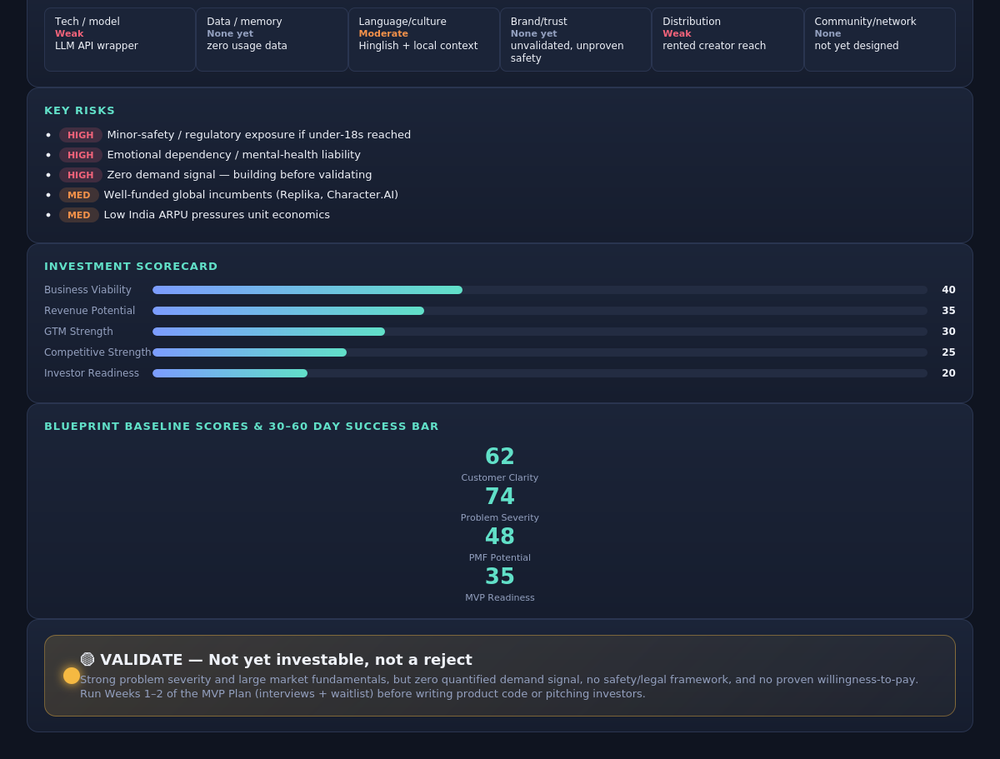 Tech / model
Weak
LLM API wrapper
Data / memory
None yet
zero usage data
Language/culture
Moderate
Hinglish + local context
Brand/trust
None yet
unvalidated, unproven
safety
Distribution
Weak
rented creator reach
Community/network
None
not yet designed
KEY RISKS
• HIGH Minor-safety / regulatory exposure if under-18s reached
• HIGH Emotional dependency / mental-health liability
• HIGH Zero demand signal — building before validating
• MED Well-funded global incumbents (Replika, Character.AI)
• MED Low India ARPU pressures unit economics
INVESTMENT SCORECARD
Business Viability 40
Revenue Potential 35
GTM Strength 30
Competitive Strength 25
Investor Readiness 20
BLUEPRINT BASELINE SCORES & 30–60 DAY SUCCESS BAR
62
Customer Clarity
74
Problem Severity
48
PMF Potential
35
MVP Readiness
VALIDATE — Not yet investable, not a reject
Strong problem severity and large market fundamentals, but zero quantified demand signal, no safety/legal framework, and no proven willingness-to-pay.
Run Weeks 1–2 of the MVP Plan (interviews + waitlist) before writing product code or pitching investors.